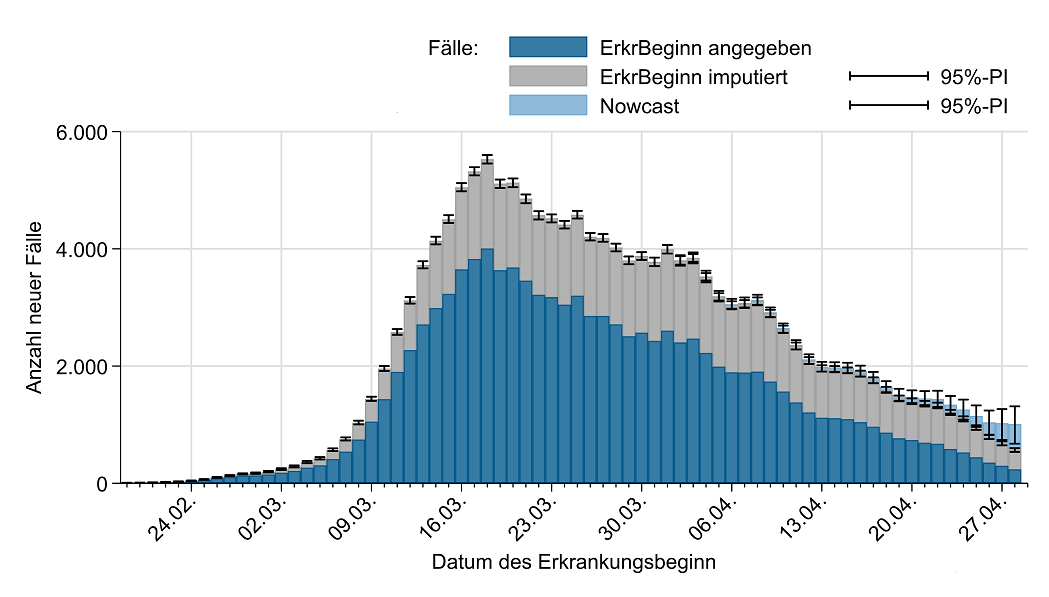 Fälle:
ErkrBeginn angegeben
ErkrBeginn imputiert 95%-PI
Nowcast 95%-PI
6.000
4.000
2.000
0
Anzahl neuer Fälle
24.02. 02.03. 09.03. 16.03. 23.03. 30.03. 06.04. 13.04. 20.04. 27.04.
Datum des Erkrankungsbeginn